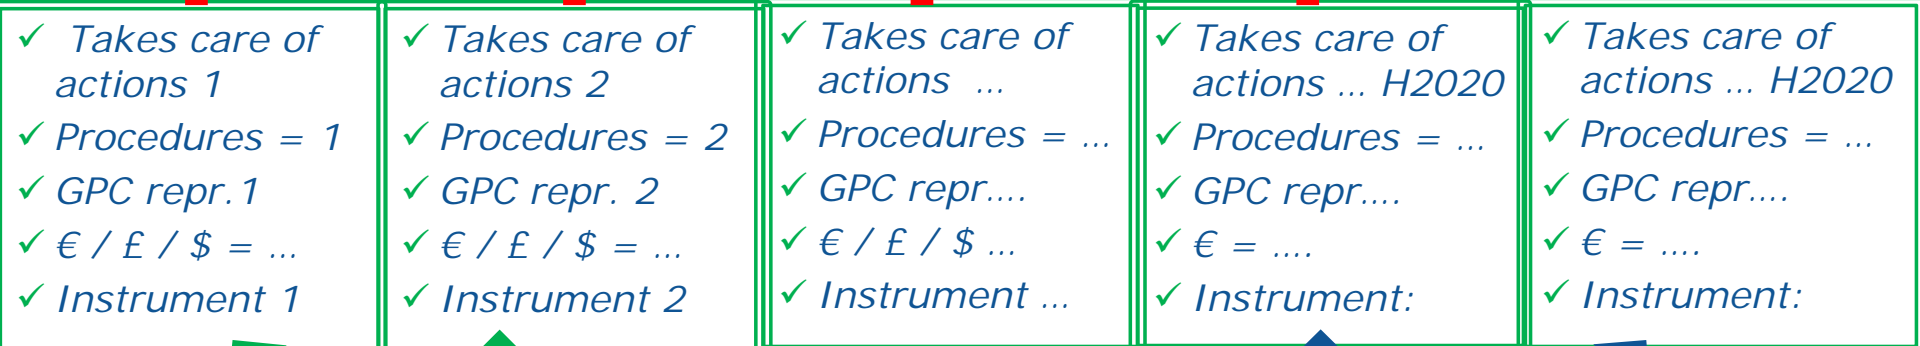 ✓ Takes care of
actions 1
✓ Procedures = 1
✓ GPC repr.1
✓ € / £ / $ = ...
✓ Instrument 1
✓ Takes care of
actions 2
✓ Procedures = 2
✓ GPC repr. 2
✓ € / £ / $ = ...
✓ Instrument 2
✓ Takes care of
actions ...
✓ Procedures = ...
✓ GPC repr....
✓ € / £ / $ ...
✓ Instrument ...
✓ Takes care of
actions ... H2020
✓ Procedures = ...
✓ GPC repr....
✓ € = ....
✓ Instrument:
✓ Takes care of
actions ... H2020
✓ Procedures = ...
✓ GPC repr....
✓ € = ....
✓ Instrument: